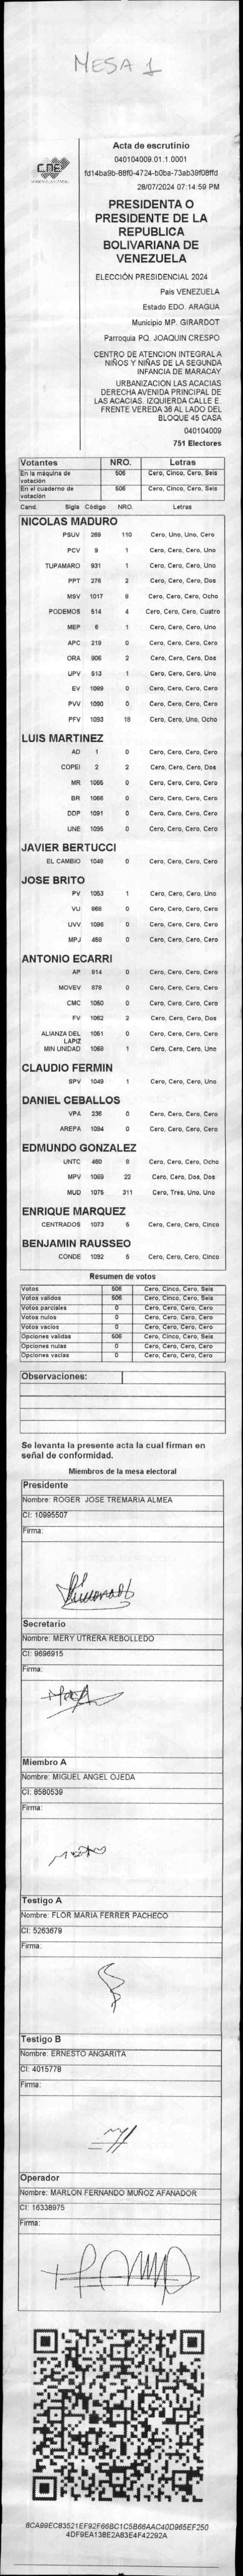 MESA 1
CNE
Acta de escrutinio
040104009.01.1.0001
fd14ba9b-88f0-4724-b0ba-73ab39f08ffd
28/07/2024 07:14:59 PM
PRESIDENTA O
PRESIDENTE DE LA
REPUBLICA
BOLIVARIANA DE
VENEZUELA
ELECCIÓN PRESIDENCIAL 2024
País VENEZUELA
Estado EDO. ARAGUA
Municipio MP. GIRARDOT
Parroquia PQ. JOAQUIN CRESPO
CENTRO DE ATENCION INTEGRAL A
NIÑOS Y NIÑAS DE LA SEGUNDA
INFANCIA DE MARACAY
URBANIZACION LAS ACACIAS
DERECHA AVENIDA PRINCIPAL DE
LAS ACACIAS. IZQUIERDA CALLE E.
FRENTE VEREDA 36 AL LADO DEL
BLOQUE 45 CASA
040104009
751 Electores
Votantes NRO. Letras
En la máquina de votación 506 Cero, Cinco, Cero, Seis
En el cuaderno de votación 506 Cero, Cinco, Cero, Seis
Cand. Sigla Código NRO. Letras
NICOLAS MADURO
PSUV 269 110 Cero, Uno, Uno, Cero
PCV 9 1 Cero, Cero, Cero, Uno
TUPAMARO 931 1 Cero, Cero, Cero, Uno
PPT 276 2 Cero, Cero, Cero, Dos
MSV 1017 8 Cero, Cero, Cero, Ocho
PODEMOS 514 4 Cero, Cero, Cero, Cuatro
MEP 6 1 Cero, Cero, Cero, Uno
APC 219 0 Cero, Cero, Cero, Cero
ORA 906 2 Cero, Cero, Cero, Dos
UPV 513 1 Cero, Cero, Cero, Uno
EV 1089 0 Cero, Cero, Cero, Cero
PVV 1090 0 Cero, Cero, Cero, Cero
PFV 1093 18 Cero, Cero, Uno, Ocho
LUIS MARTINEZ
AD 1 0 Cero, Cero, Cero, Cero
COPEI 2 2 Cero, Cero, Cero, Dos
MR 1065 0 Cero, Cero, Cero, Cero
BR 1066 0 Cero, Cero, Cero, Cero
DDP 1091 0 Cero, Cero, Cero, Cero
UNE 1095 0 Cero, Cero, Cero, Cero
JAVIER BERTUCCI
EL CAMBIO 1048 0 Cero, Cero, Cero, Cero
JOSE BRITO
PV 1053 1 Cero, Cero, Cero, Uno
VU 868 0 Cero, Cero, Cero, Cero
UVV 1096 0 Cero, Cero, Cero, Cero
MPJ 459 0 Cero, Cero, Cero, Cero
ANTONIO ECARRI
AP 914 0 Cero, Cero, Cero, Cero
MOVEV 878 0 Cero, Cero, Cero, Cero
CMC 1050 0 Cero, Cero, Cero, Cero
FV 1062 2 Cero, Cero, Cero, Dos
ALIANZA DEL LAPIZ 1051 0 Cero, Cero, Cero, Cero
MIN UNIDAD 1068 1 Cero, Cero, Cero, Uno
CLAUDIO FERMIN
SPV 1049 1 Cero, Cero, Cero, Uno
DANIEL CEBALLOS
VPA 236 0 Cero, Cero, Cero, Cero
AREPA 1094 0 Cero, Cero, Cero, Cero
EDMUNDO GONZALEZ
UNTC 460 8 Cero, Cero, Cero, Ocho
MPV 1069 22 Cero, Cero, Dos, Dos
MUD 1075 311 Cero, Tres, Uno, Uno
ENRIQUE MARQUEZ
CENTRADOS 1073 5 Cero, Cero, Cero, Cinco
BENJAMIN RAUSSEO
CONDE 1092 5 Cero, Cero, Cero, Cinco
Resumen de votos
Votos 506 Cero, Cinco, Cero, Seis
Votos validos 506 Cero, Cinco, Cero, Seis
Votos parciales 0 Cero, Cero, Cero, Cero
Votos nulos 0 Cero, Cero, Cero, Cero
Votos vacios 0 Cero, Cero, Cero, Cero
Opciones validas 506 Cero, Cinco, Cero, Seis
Opciones nulas 0 Cero, Cero, Cero, Cero
Opciones vacias 0 Cero, Cero, Cero, Cero
Observaciones:
Se levanta la presente acta la cual firman en
señal de conformidad.
Miembros de la mesa electoral
Presidente
Nombre: ROGER JOSE TREMARIA ALMEA
CI: 10995507
Firma:
Secretario
Nombre: MERY UTRERA REBOLLEDO
CI: 9696915
Firma:
Miembro A
Nombre: MIGUEL ANGEL OJEDA
CI: 8580539
Firma:
Testigo A
Nombre: FLOR MARIA FERRER PACHECO
CI: 5263679
Firma:
Testigo B
Nombre: ERNESTO ANGARITA
CI: 4015778
Firma:
Operador
Nombre: MARLON FERNANDO MUÑOZ AFANADOR
CI: 16338975
Firma:
6CA99EC83521EF92F66BC1C5B66AAC40D965EF250
4DF9EA13BE2A83E4F42292A